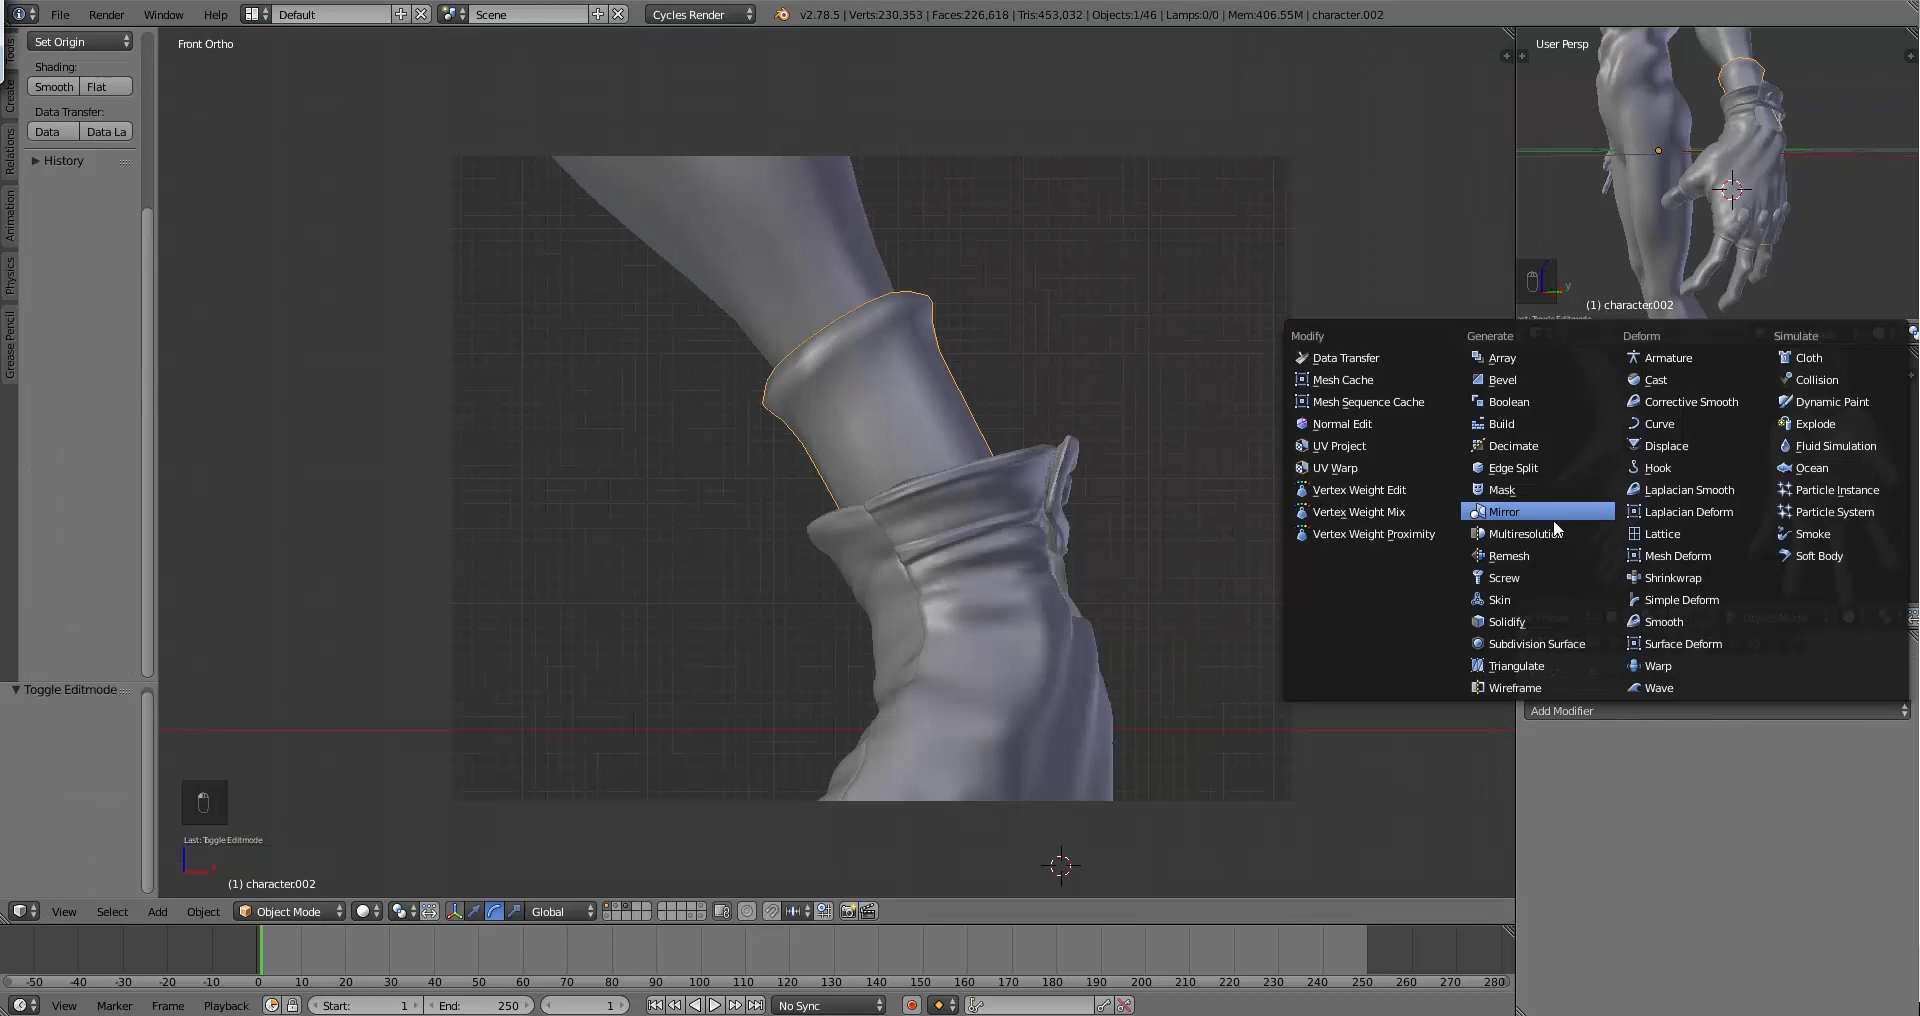 File Render Window Help Default Scene Cycles Render v2.78.5 | Verts:230,353 | Faces:226,618 | Tris:453,032 | Objects:1/46 | Lamps:0/0 | Mem:406.55M | character.002
Set Origin
Shading:
Smooth Flat
Data Transfer:
Data Data La
History
Tools
Create
Relations
Animation
Physics
Grease Pencil
Toggle Editmode
Front Ortho
Last: Toggle Editmode
(1) character.002
User Persp
(1) character.002
Modify
Data Transfer
Mesh Cache
Mesh Sequence Cache
Normal Edit
UV Project
UV Warp
Vertex Weight Edit
Vertex Weight Mix
Vertex Weight Proximity
Generate
Array
Bevel
Boolean
Build
Decimate
Edge Split
Mask
Mirror
Multiresolution
Remesh
Screw
Skin
Solidify
Subdivision Surface
Triangulate
Wireframe
Deform
Armature
Cast
Corrective Smooth
Curve
Displace
Hook
Laplacian Smooth
Laplacian Deform
Lattice
Mesh Deform
Shrinkwrap
Simple Deform
Smooth
Surface Deform
Warp
Wave
Simulate
Cloth
Collision
Dynamic Paint
Explode
Fluid Simulation
Ocean
Particle Instance
Particle System
Smoke
Soft Body
Add Modifier
View Select Add Object Object Mode Global
-50 -40 -30 -20 -10 0 10 20 30 40 50 60 70 80 90 100 110 120 130 140 150 160 170 180 190 200 210 220 230 240 250 260 270 280
View Marker Frame Playback Start: 1 End: 250 1 No Sync